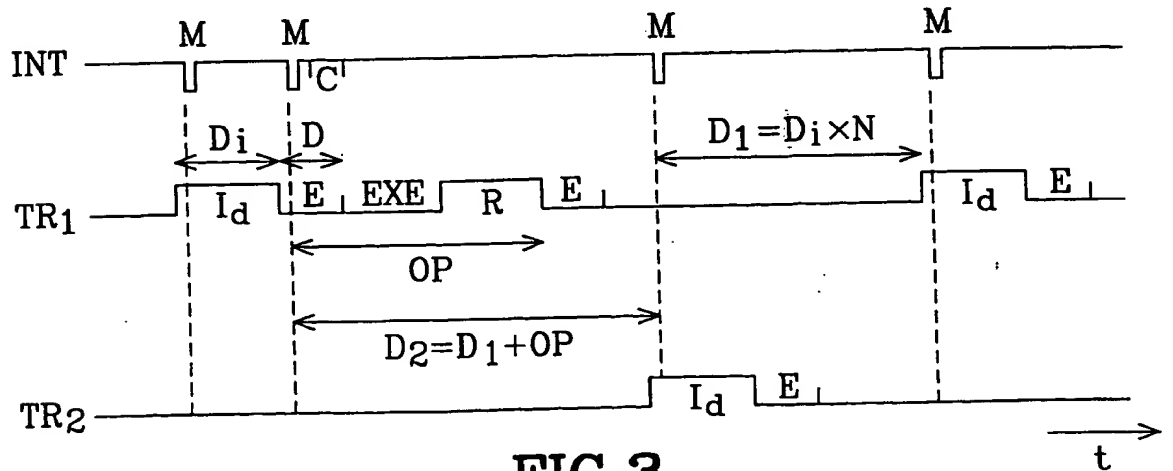 M M M M
INT C
Di D D1=Di×N
TR1 Id E EXE R E Id E
OP
D2=D1+OP
TR2 Id E
t
FIG.3